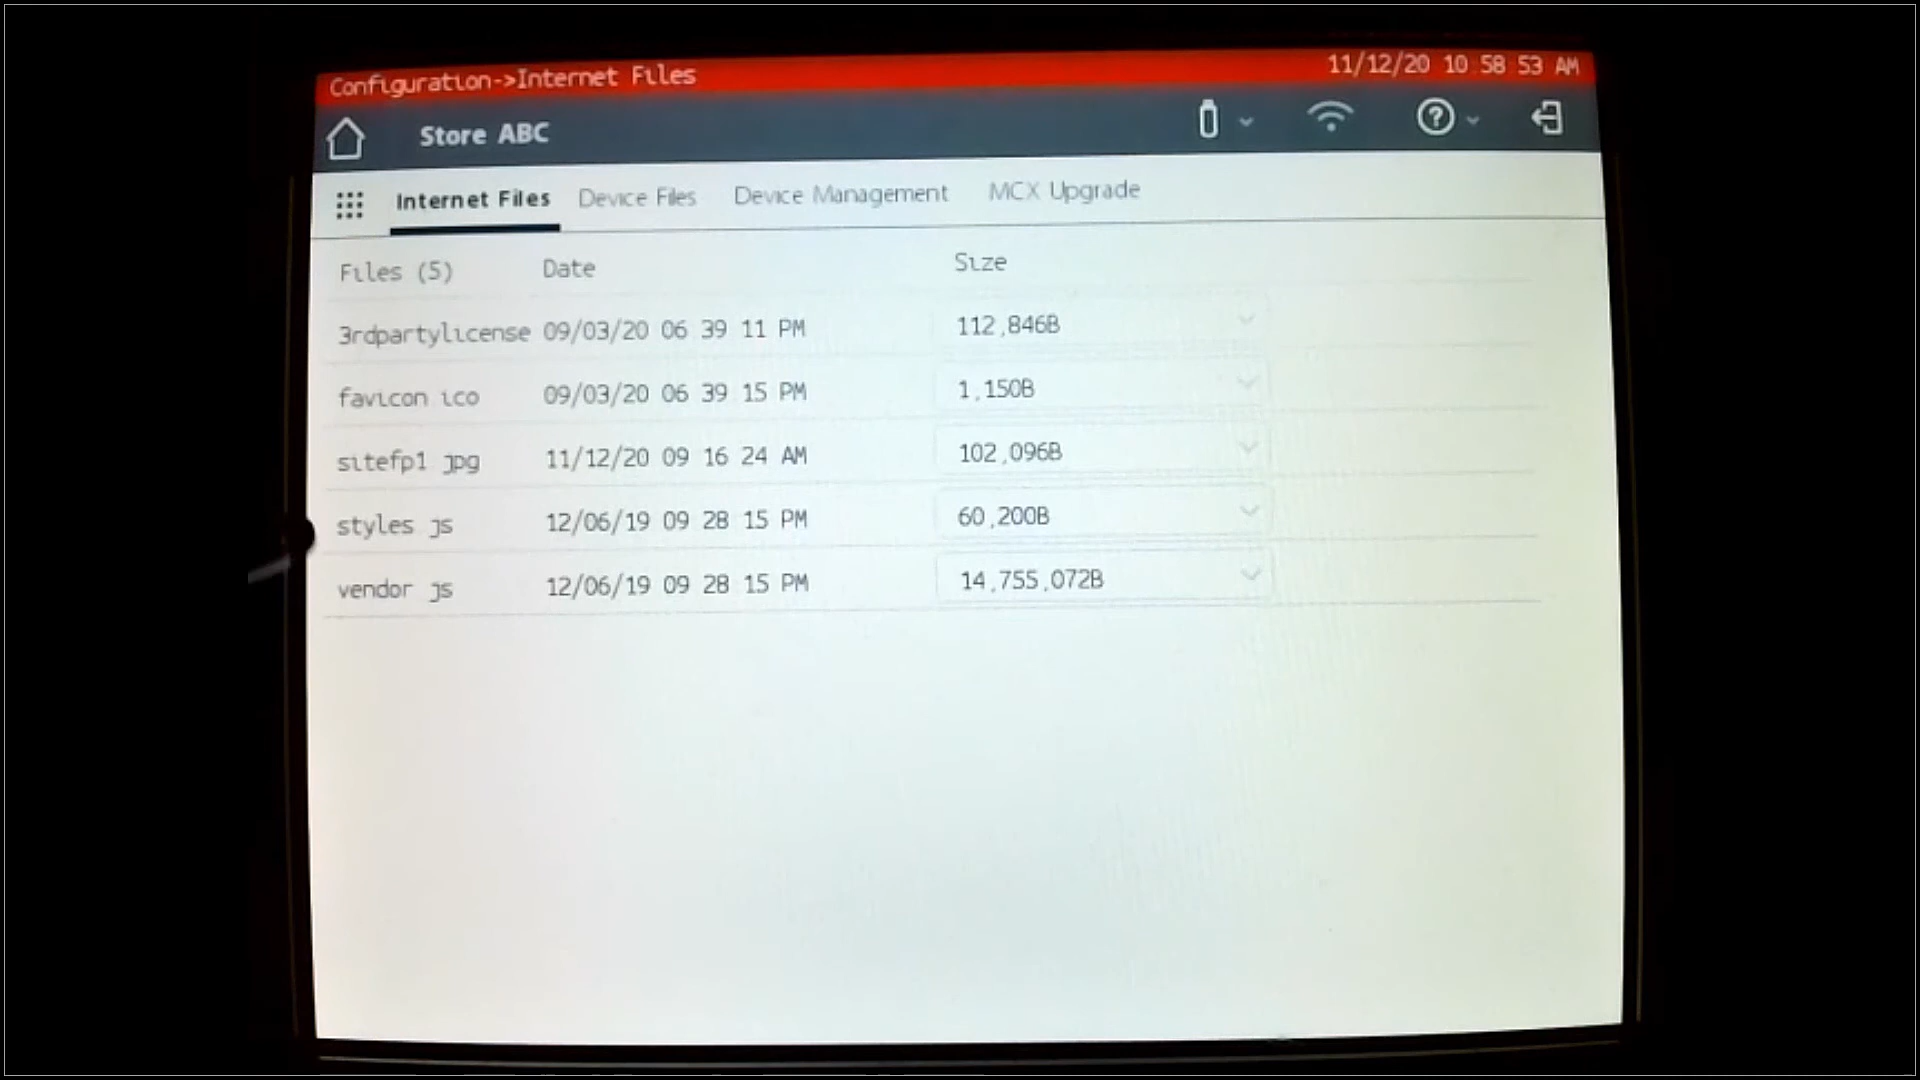 Configuration->Internet Files 11/12/20 10 58 53 AM
Store ABC
Internet Files Device Files Device Management MCX Upgrade
Files (5) Date Size
3rdpartylicense 09/03/20 06 39 11 PM 112,846B
favicon ico 09/03/20 06 39 15 PM 1,150B
sitefp1 jpg 11/12/20 09 16 24 AM 102,096B
styles js 12/06/19 09 28 15 PM 60,200B
vendor js 12/06/19 09 28 15 PM 14,755,072B